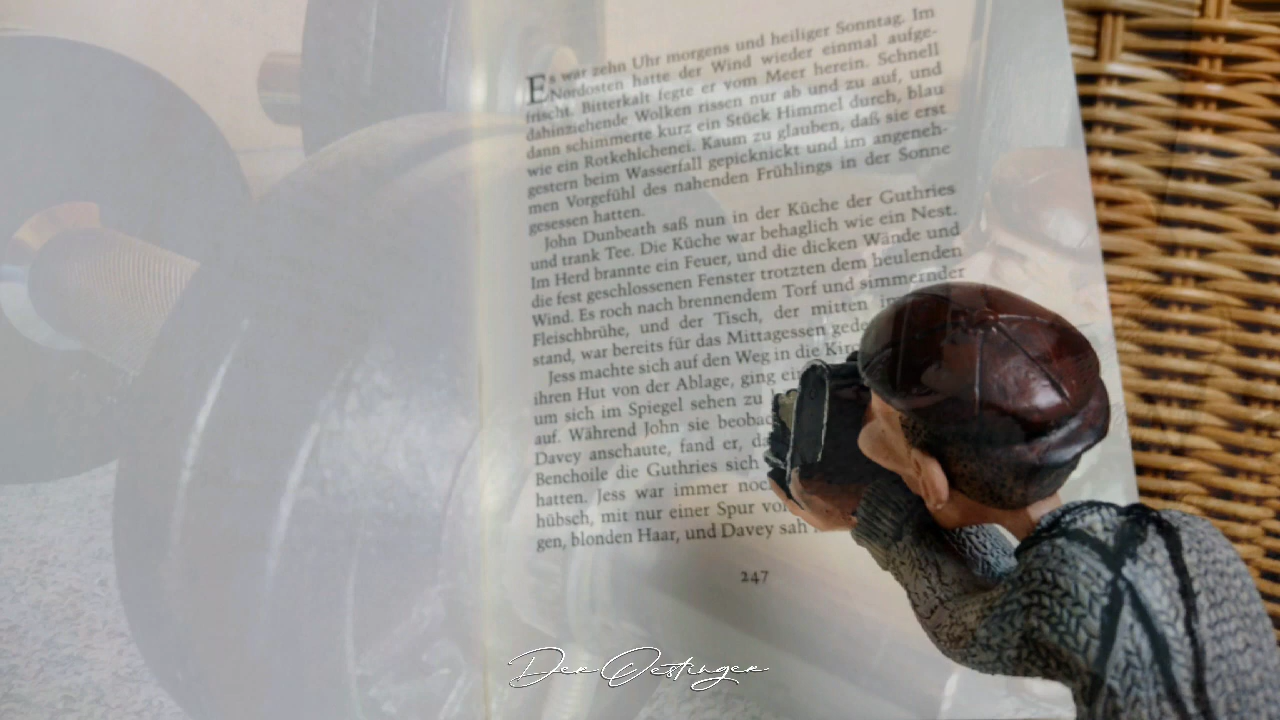 Es war zehn Uhr morgens und heiliger Sonntag. Im
Nordosten hatte der Wind wieder einmal aufge-
frischt. Bitterkalt fegte er vom Meer herein. Schnell
dahinziehende Wolken rissen nur ab und zu auf, und
dann schimmerte kurz ein Stück Himmel durch, blau
wie ein Rotkehlchenei. Kaum zu glauben, daß sie erst
gestern beim Wasserfall gepicknickt und im angeneh-
men Vorgefühl des nahenden Frühlings in der Sonne
gesessen hatten.
John Dunbeath saß nun in der Küche der Guthries
und trank Tee. Die Küche war behaglich wie ein Nest.
Im Herd brannte ein Feuer, und die dicken Wände und
die fest geschlossenen Fenster trotzten dem heulenden
Wind. Es roch nach brennendem Torf und simmernder
Fleischbrühe, und der Tisch, der mitten
stand, war bereits für das Mittagessen
Jess machte sich auf den Weg in die
ihren Hut von der Ablage, ging
um sich im Spiegel sehen zu
auf. Während John sie
Davey anschaute, fand er,
Benchoile die Guthries sich
hatten. Jess war immer
hübsch, mit nur einer Spur
gen, blonden Haar, und Davey sah
247
Der Oestinger